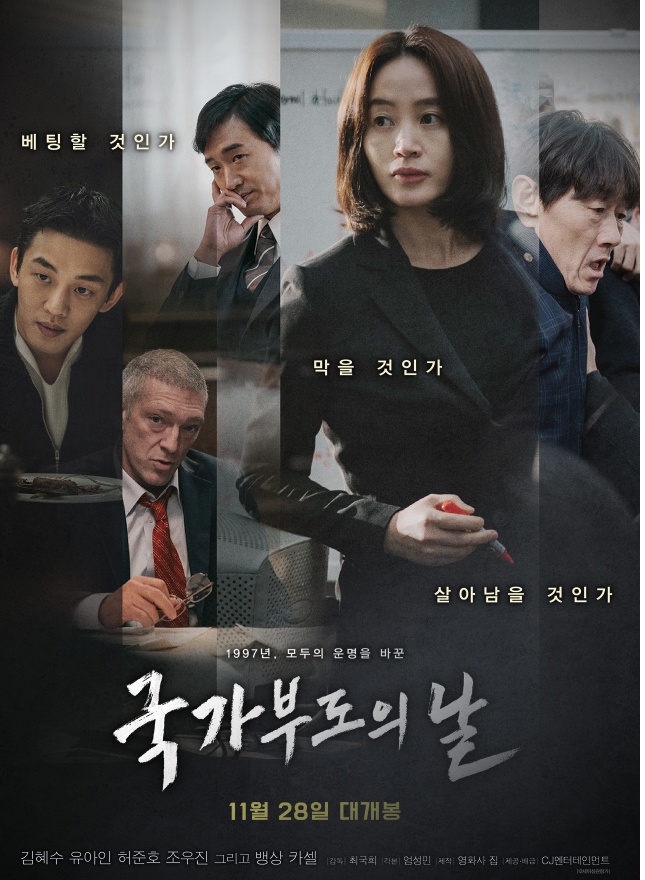 베팅할 것인가
막을 것인가
살아남을 것인가
1997년, 모두의 운명을 바꾼
국가부도의 날
11월 28일 대개봉
김혜수 유아인 허준호 조우진 그리고 뱅상 카셀 |감독| 최국희 |각본| 엄성민 |제작| 영화사 집 |제공·배급| CJ엔터테인먼트